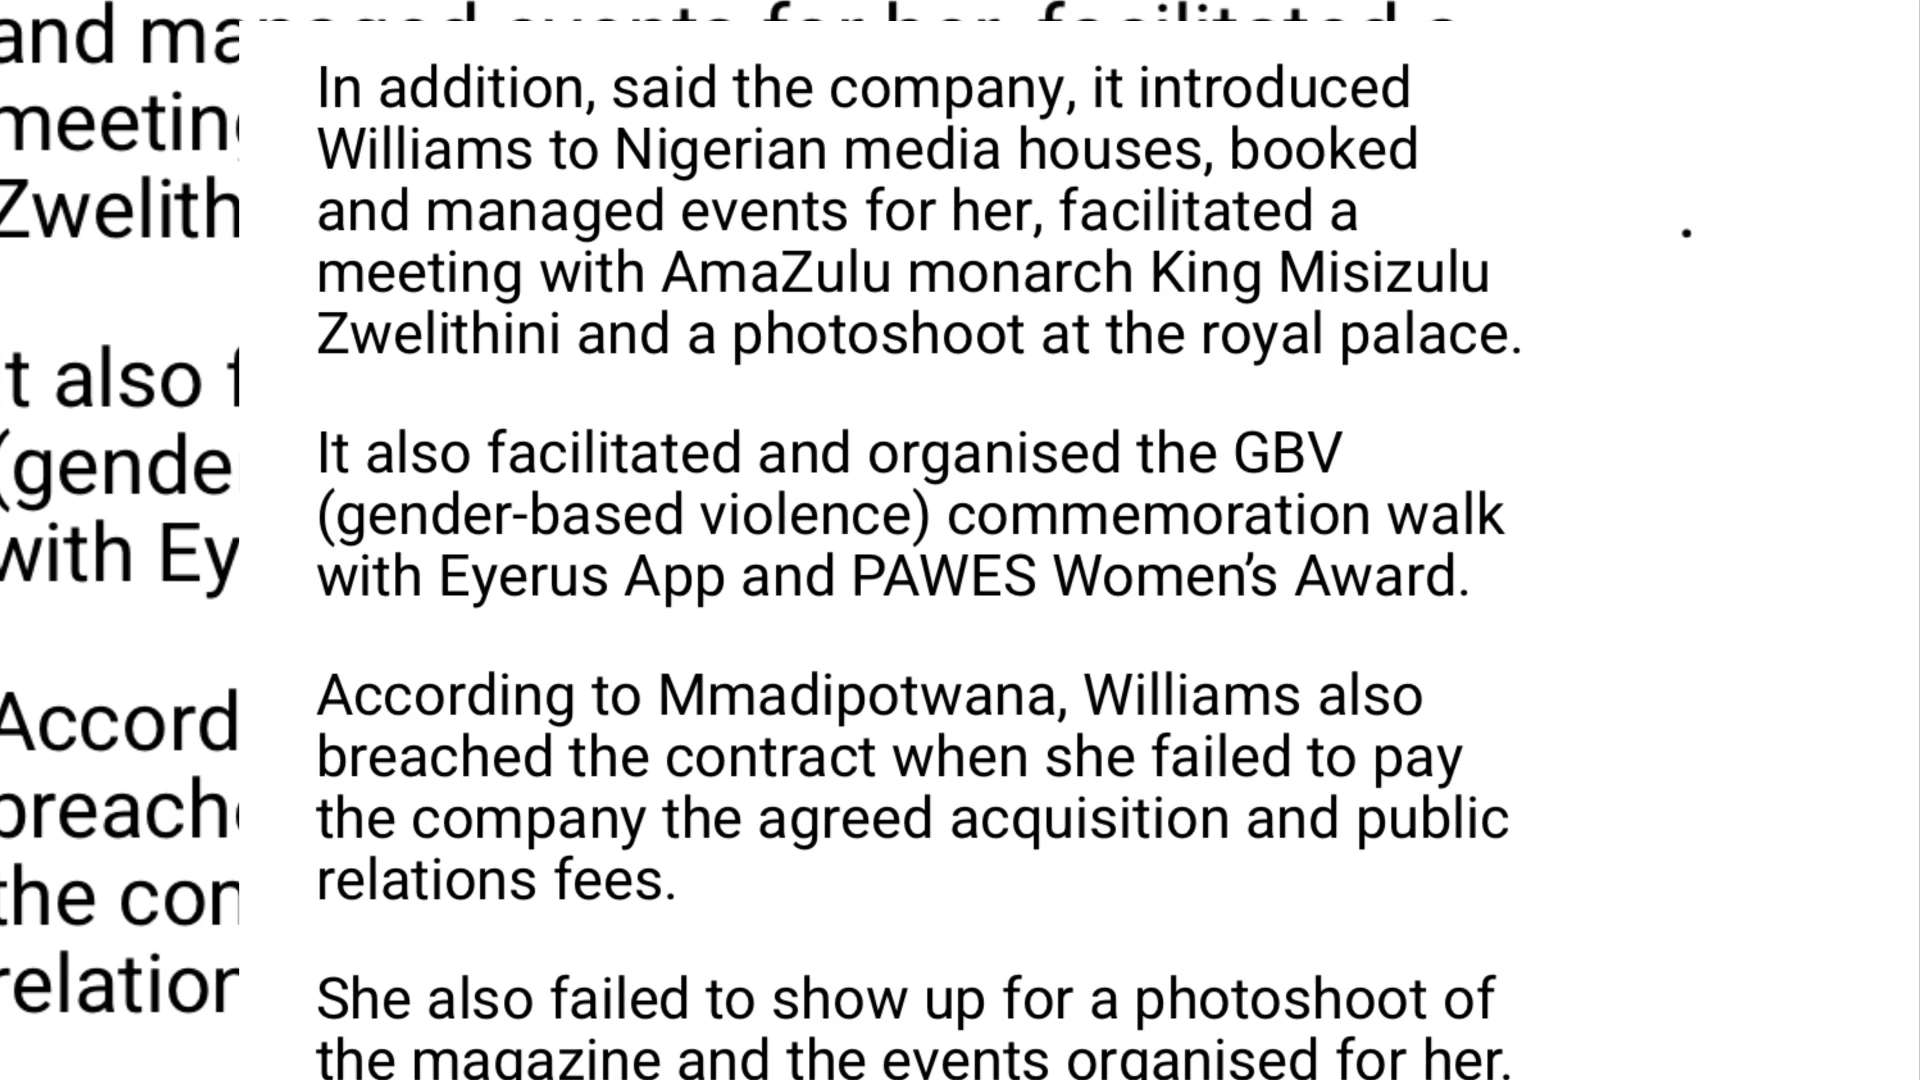 In addition, said the company, it introduced
Williams to Nigerian media houses, booked
and managed events for her, facilitated a
meeting with AmaZulu monarch King Misizulu
Zwelithini and a photoshoot at the royal palace.
It also facilitated and organised the GBV
(gender-based violence) commemoration walk
with Eyerus App and PAWES Women’s Award.
According to Mmadipotwana, Williams also
breached the contract when she failed to pay
the company the agreed acquisition and public
relations fees.
She also failed to show up for a photoshoot of
the magazine and the events organised for her.